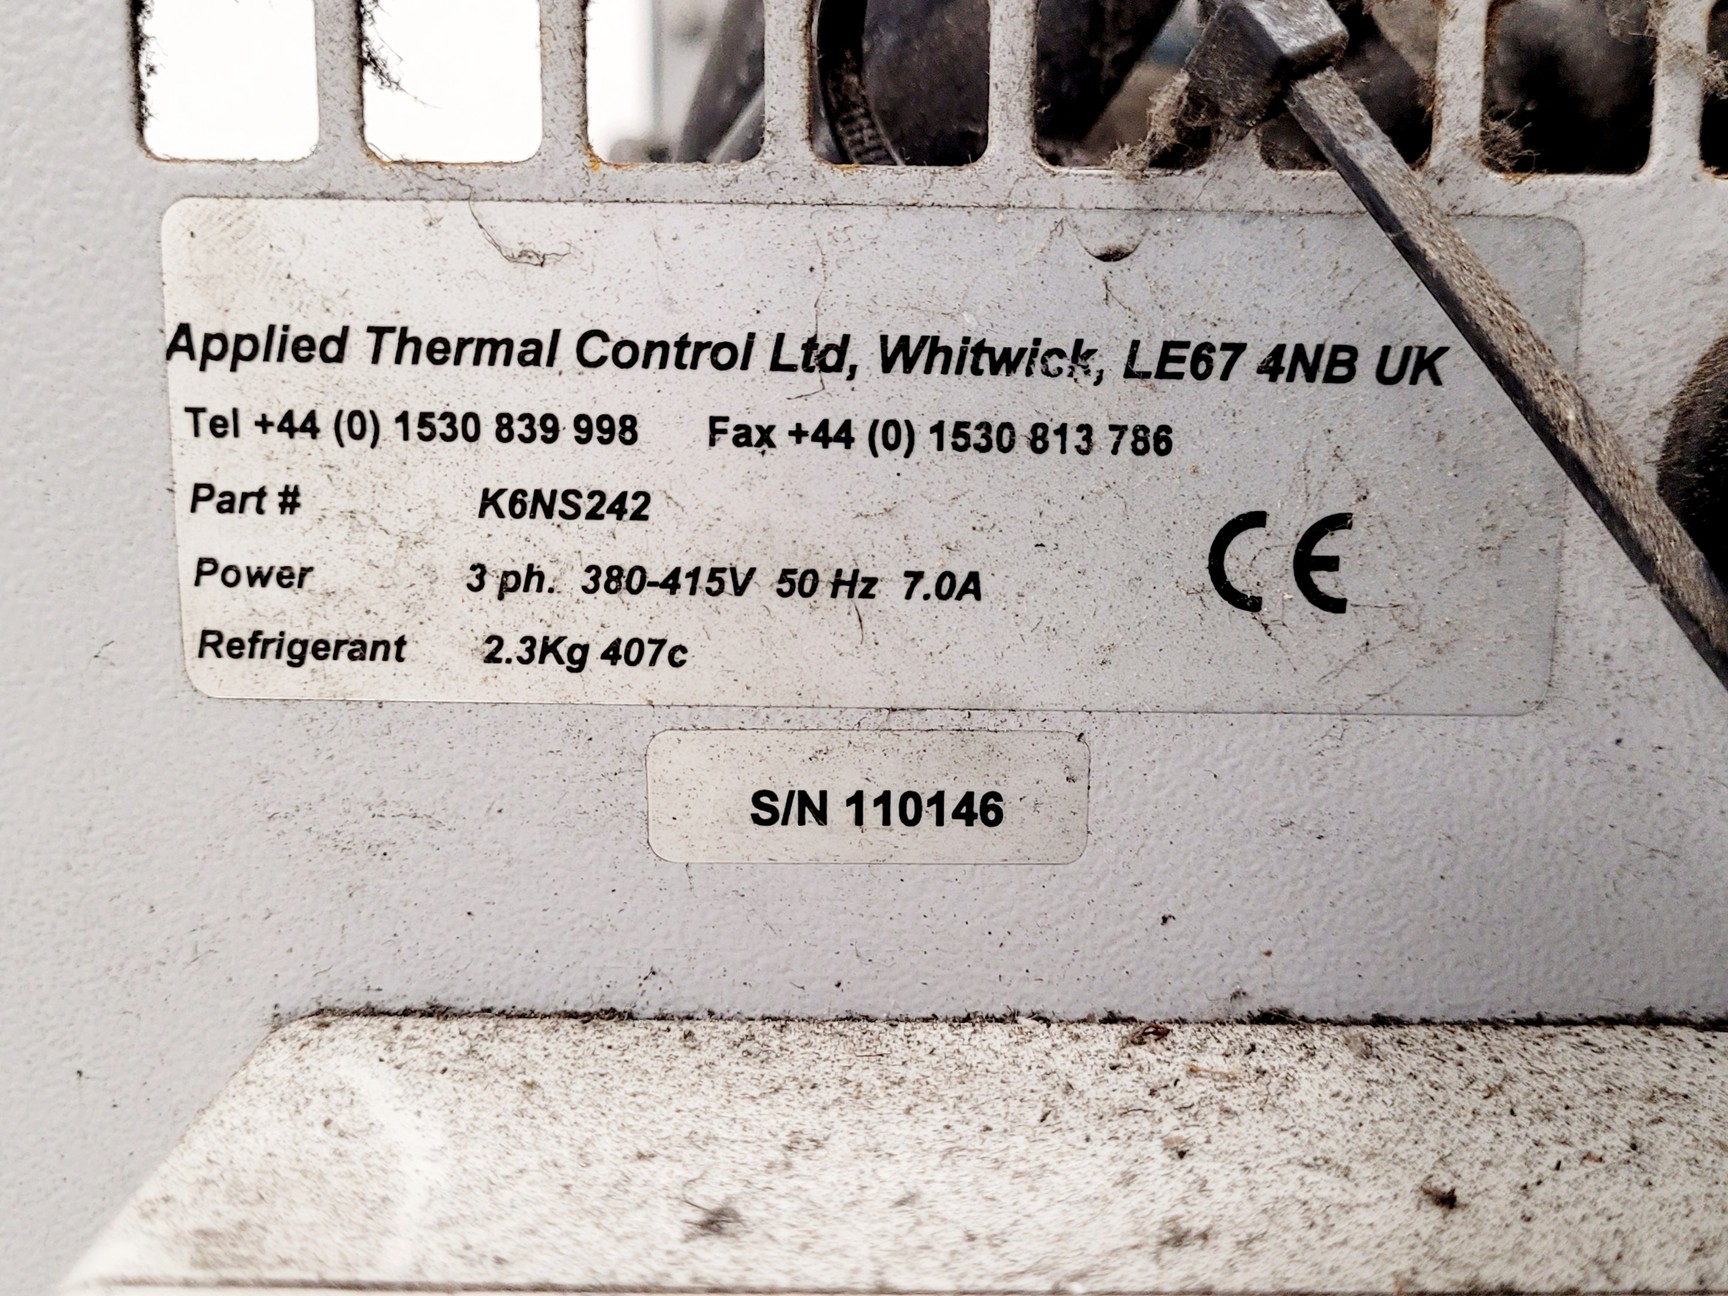 Applied Thermal Control Ltd, Whitwick, LE67 4NB UK
Tel +44 (0) 1530 839 998 Fax +44 (0) 1530 813 786
Part # K6NS242
Power 3 ph. 380-415V 50 Hz 7.0A
Refrigerant 2.3Kg 407c
CE
S/N 110146